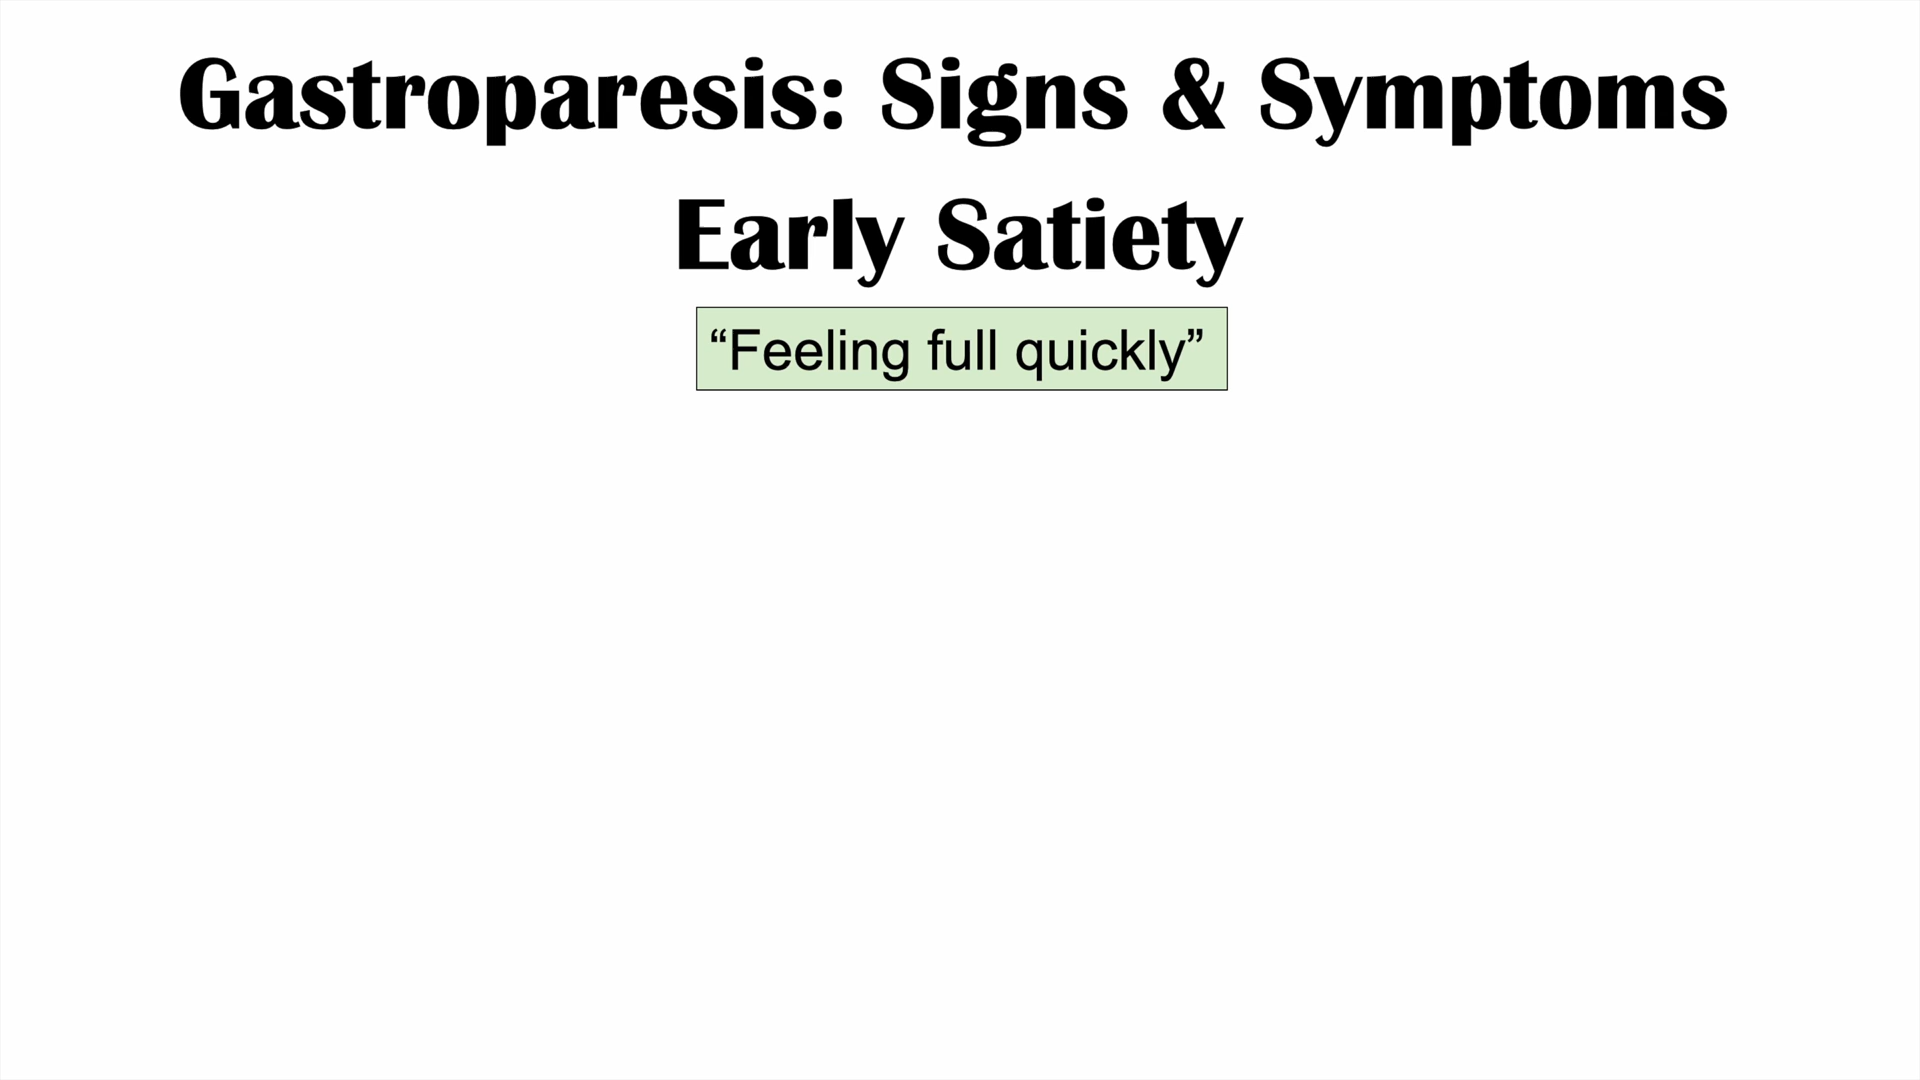 Gastroparesis: Signs & Symptoms
Early Satiety
“Feeling full quickly”